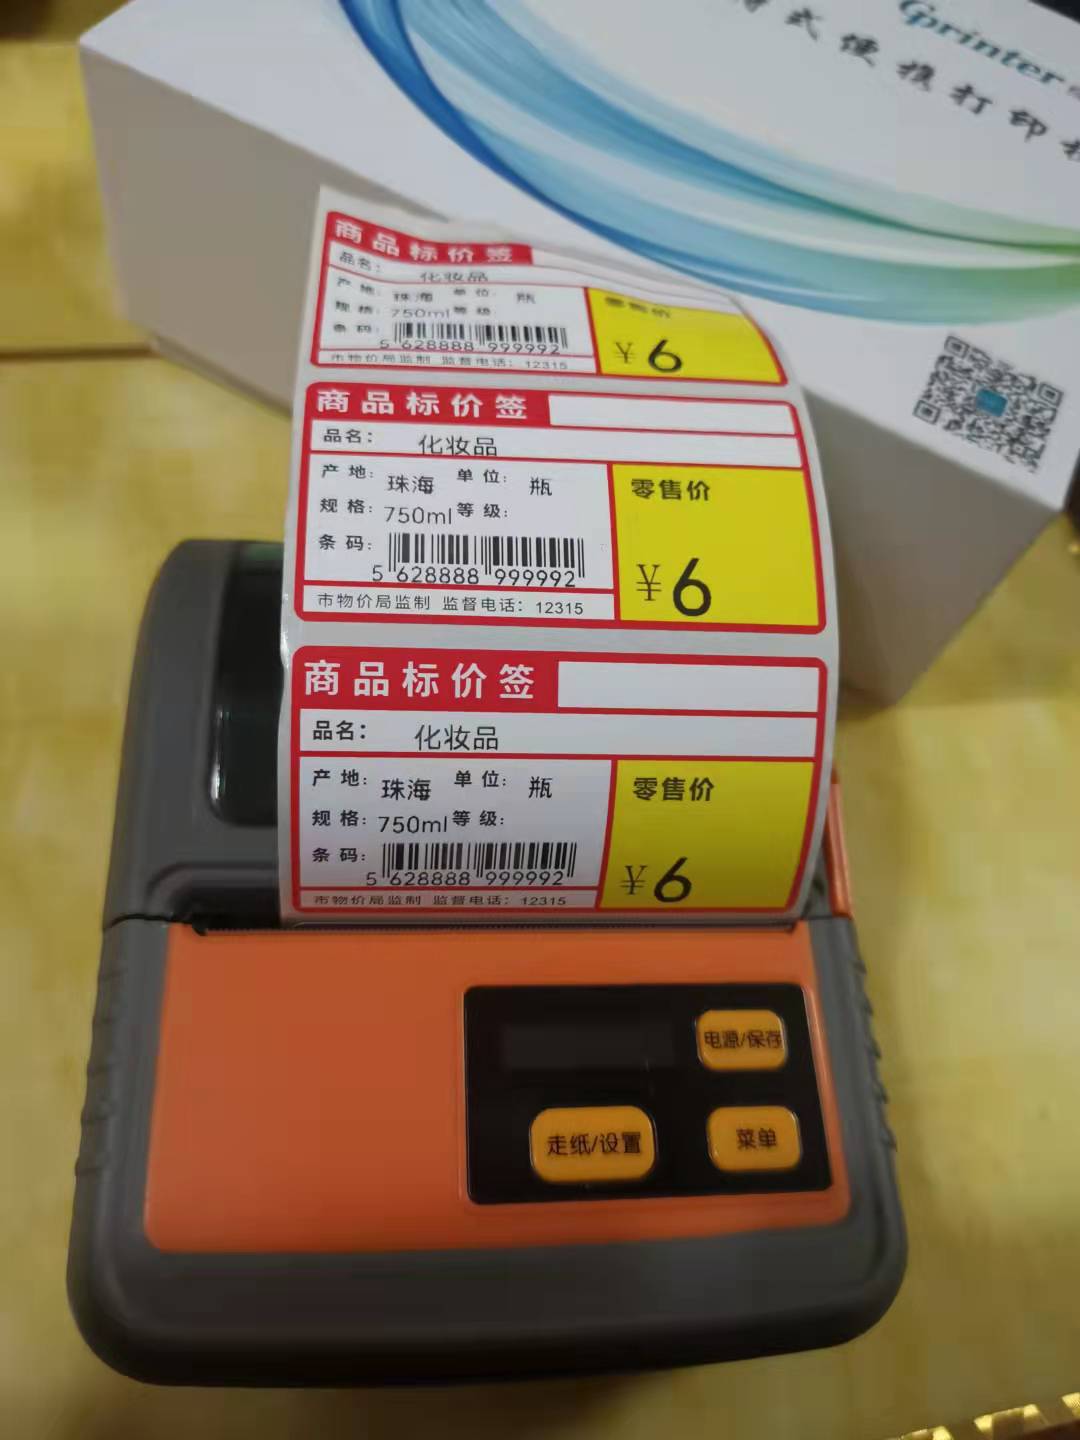 Gprinter
式便携打印
商品标价签
品名： 化妆品
产地： 珠海 单位： 瓶
规格： 750ml 等级：
条码：
5 628888 999992
市物价局监制 监督电话：12315
零售价
￥6
商品标价签
品名： 化妆品
产地： 珠海 单位： 瓶
规格： 750ml 等级：
条码：
5 628888 999992
市物价局监制 监督电话：12315
零售价
￥6
商品标价签
品名： 化妆品
产地： 珠海 单位： 瓶
规格： 750ml 等级：
条码：
5 628888 999992
市物价局监制 监督电话：12315
零售价
￥6
电源/保存
走纸/设置
菜单